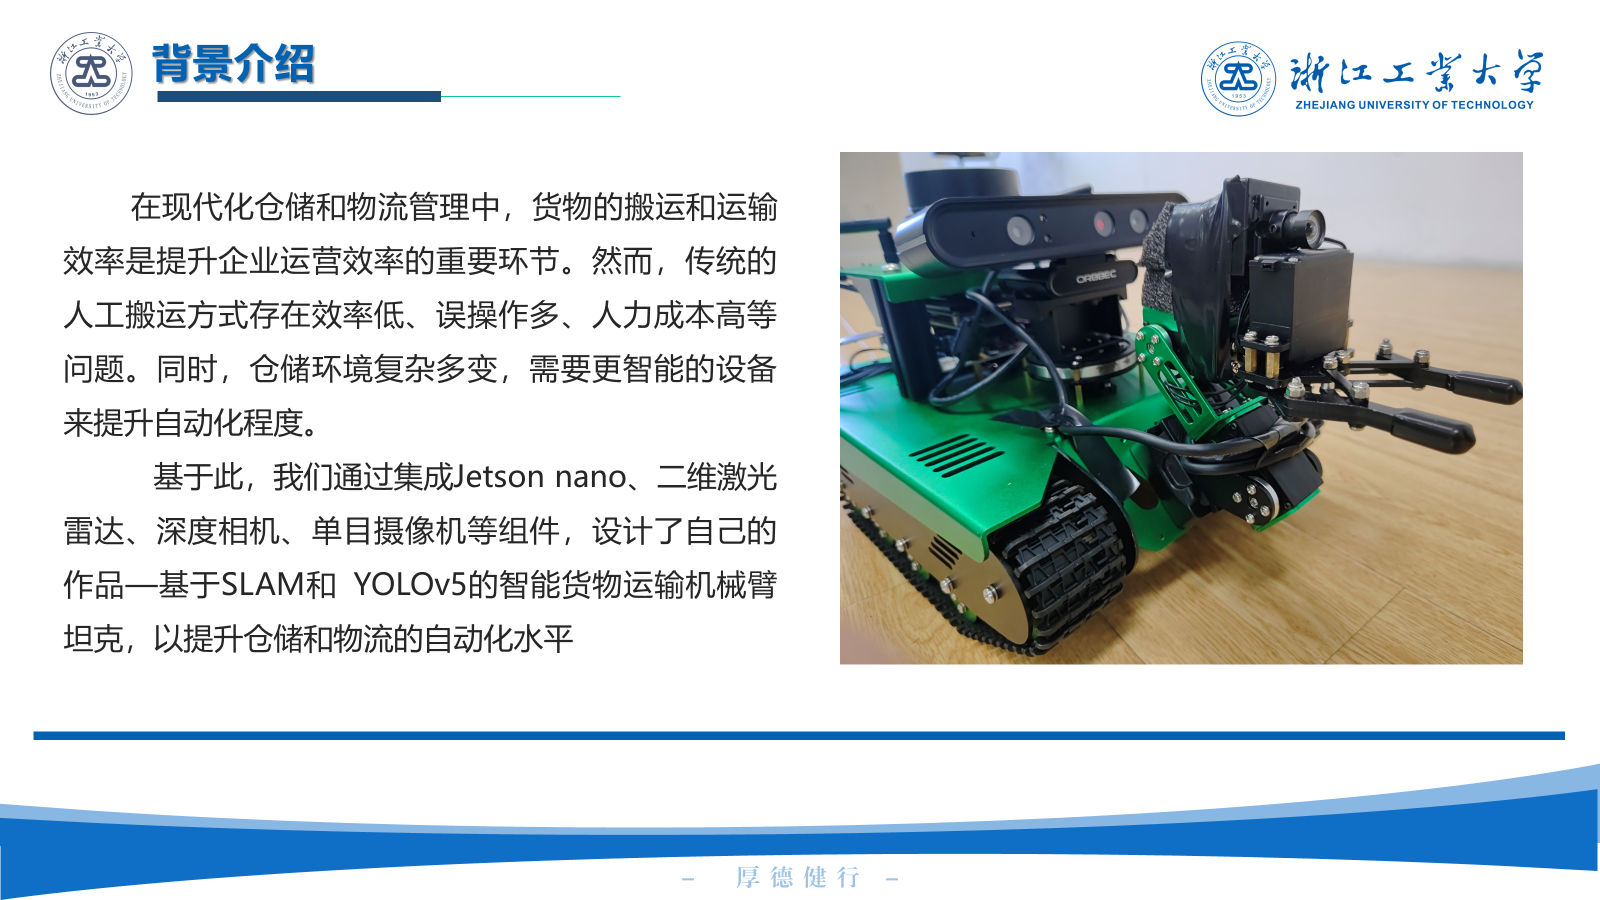 背景介绍
浙江工业大学
ZHEJIANG UNIVERSITY OF TECHNOLOGY
在现代化仓储和物流管理中，货物的搬运和运输
效率是提升企业运营效率的重要环节。然而，传统的
人工搬运方式存在效率低、误操作多、人力成本高等
问题。同时，仓储环境复杂多变，需要更智能的设备
来提升自动化程度。
基于此，我们通过集成Jetson nano、二维激光
雷达、深度相机、单目摄像机等组件，设计了自己的
作品—基于SLAM和 YOLOv5的智能货物运输机械臂
坦克，以提升仓储和物流的自动化水平
ORBBEC
– 厚德健行 –